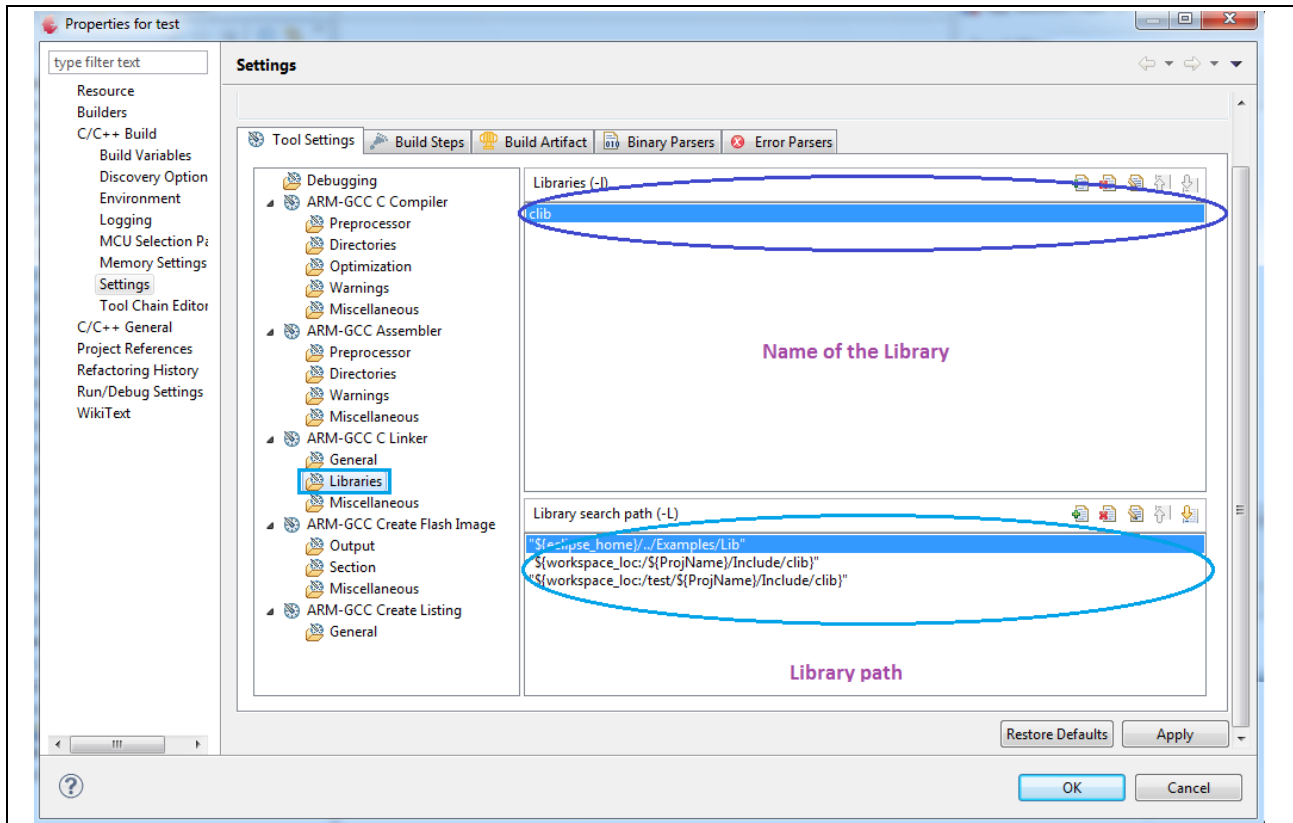 Properties for test
type filter text
Settings
Resource
Builders
C/C++ Build
Build Variables
Discovery Option
Environment
Logging
MCU Selection Pa
Memory Settings
Settings
Tool Chain Editor
C/C++ General
Project References
Refactoring History
Run/Debug Settings
WikiText
Tool Settings
Build Steps
Build Artifact
Binary Parsers
Error Parsers
Debugging
ARM-GCC C Compiler
Preprocessor
Directories
Optimization
Warnings
Miscellaneous
ARM-GCC Assembler
Preprocessor
Directories
Warnings
Miscellaneous
ARM-GCC C Linker
General
Libraries
Miscellaneous
ARM-GCC Create Flash Image
Output
Section
Miscellaneous
ARM-GCC Create Listing
General
Libraries (-l)
clib
Name of the Library
Library search path (-L)
"${eclipse_home}/../Examples/Lib"
"${workspace_loc:/${ProjName}/Include/clib}"
"${workspace_loc:/test/${ProjName}/Include/clib}"
Library path
Restore Defaults
Apply
OK
Cancel